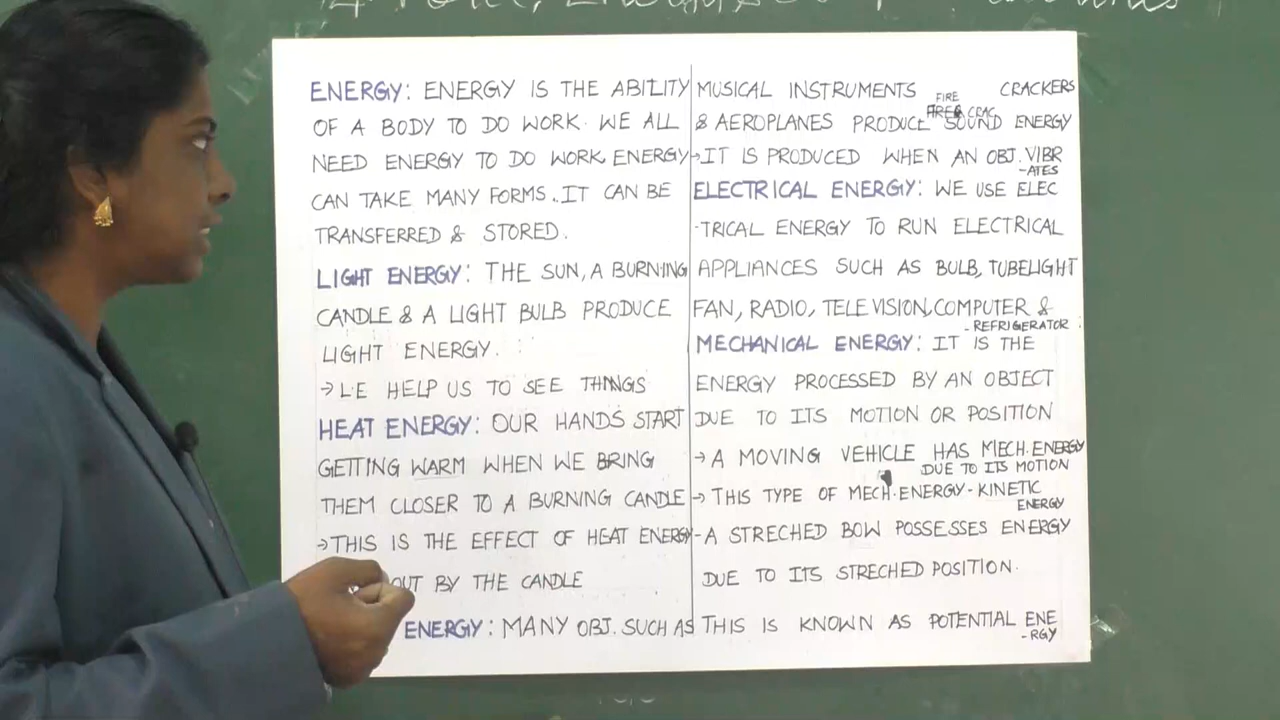 ENERGY: ENERGY IS THE ABILITY
OF A BODY TO DO WORK. WE ALL
NEED ENERGY TO DO WORK, ENERGY
CAN TAKE MANY FORMS. IT CAN BE
TRANSFERRED & STORED.
LIGHT ENERGY: THE SUN, A BURNING
CANDLE & A LIGHT BULB PRODUCE
LIGHT ENERGY.
→ L.E HELP US TO SEE THINGS
HEAT ENERGY: OUR HANDS START
GETTING WARM WHEN WE BRING
THEM CLOSER TO A BURNING CANDLE
→ THIS IS THE EFFECT OF HEAT ENERGY
OUT BY THE CANDLE
ENERGY: MANY OBJ. SUCH AS
MUSICAL INSTRUMENTS FIRE CRACKERS
& AEROPLANES PRODUCE SOUND ENERGY
→ IT IS PRODUCED WHEN AN OBJ. VIBR
-ATES
ELECTRICAL ENERGY: WE USE ELEC
-TRICAL ENERGY TO RUN ELECTRICAL
APPLIANCES SUCH AS BULB, TUBELIGHT
FAN, RADIO, TELEVISION, COMPUTER &
-REFRIGERATOR.
MECHANICAL ENERGY: IT IS THE
ENERGY PROCESSED BY AN OBJECT
DUE TO ITS MOTION OR POSITION
→ A MOVING VEHICLE HAS MECH. ENERGY
DUE TO ITS MOTION
→ THIS TYPE OF MECH. ENERGY - KINETIC
ENERGY
- A STRECHED BOW POSSESSES ENERGY
DUE TO ITS STRECHED POSITION.
THIS IS KNOWN AS POTENTIAL ENE
-RGY